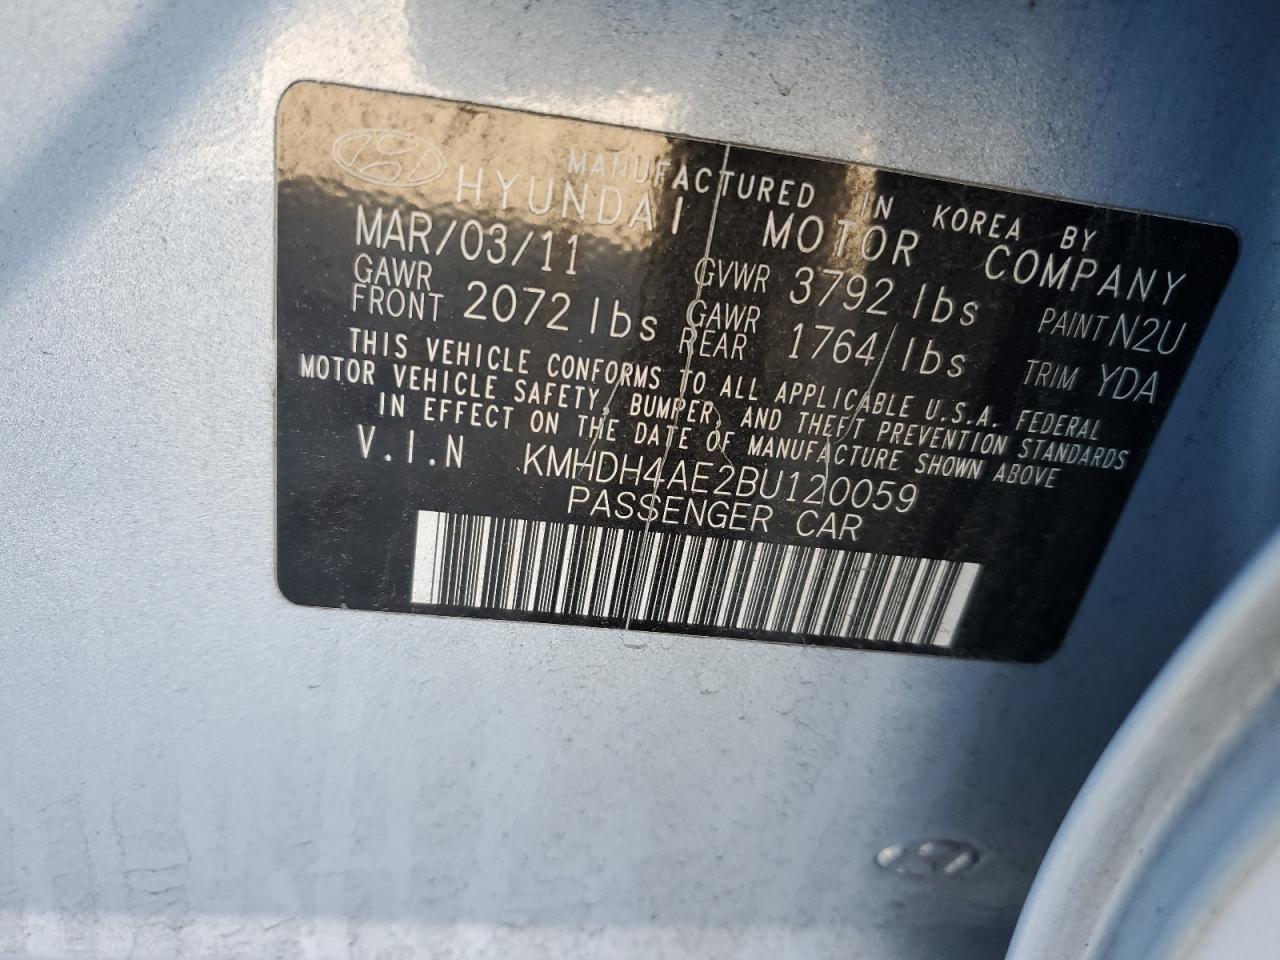 MANUFACTURED IN KOREA BY
HYUNDAI MOTOR COMPANY
MAR/03/11 GVWR 3792 lbs PAINT N2U
GAWR FRONT 2072 lbs GAWR REAR 1764 lbs TRIM YDA
THIS VEHICLE CONFORMS TO ALL APPLICABLE U.S.A. FEDERAL
MOTOR VEHICLE SAFETY, BUMPER, AND THEFT PREVENTION STANDARDS
IN EFFECT ON THE DATE OF MANUFACTURE SHOWN ABOVE
V.I.N KMHDH4AE2BU120059
PASSENGER CAR